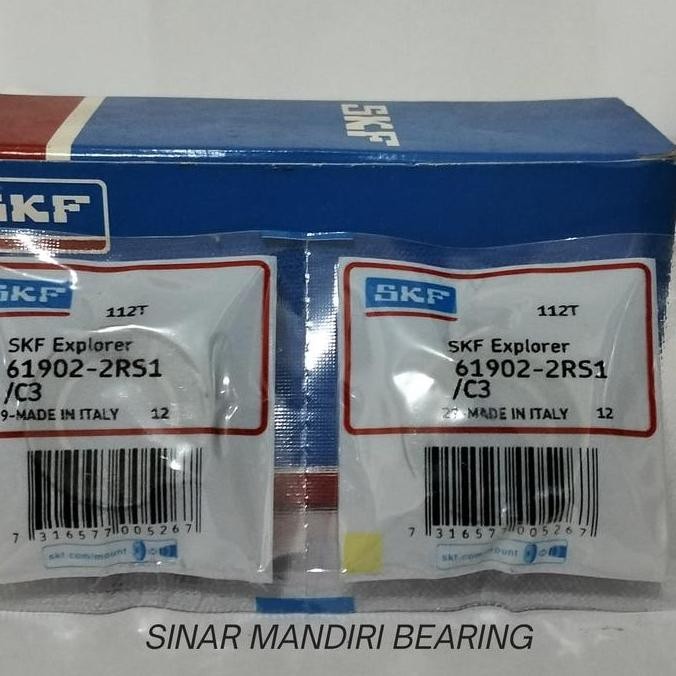 SKF
SKF
SKF
112T
SKF Explorer
61902-2RS1
/C3
9-MADE IN ITALY 12
7 316577 005267
skf.com/mount
SKF
112T
SKF Explorer
61902-2RS1
/C3
29-MADE IN ITALY 12
7 316577 005267
skf.com/mount
SINAR MANDIRI BEARING